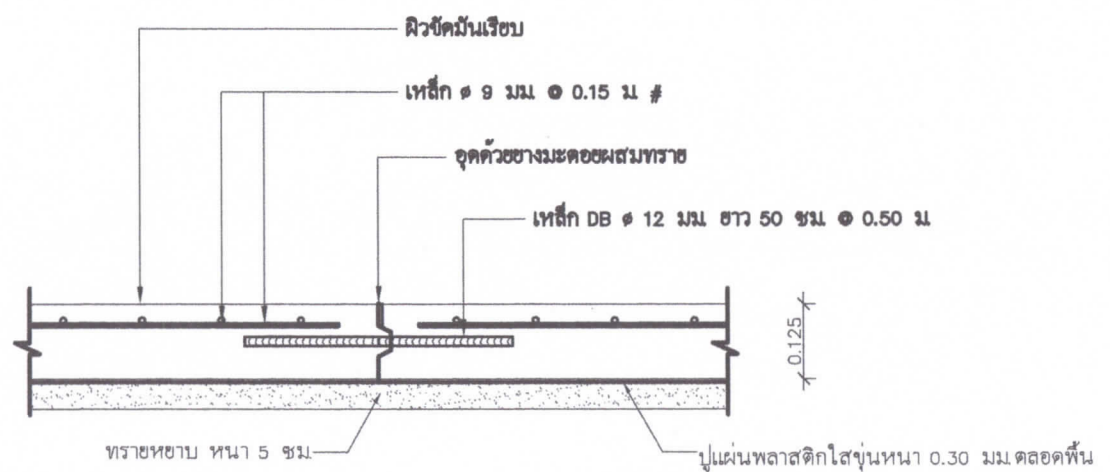 ผิวขัดมันเรียบ
เหล็ก ø 9 มม. @ 0.15 ม. #
อุดด้วยยางมะตอยผสมทราย
เหล็ก DB ø 12 มม. ยาว 50 ซม. @ 0.50 ม.
0.125
ทรายหยาบ หนา 5 ซม.
ปูแผ่นพลาสติกใสขุ่นหนา 0.30 มม.ตลอดพื้น